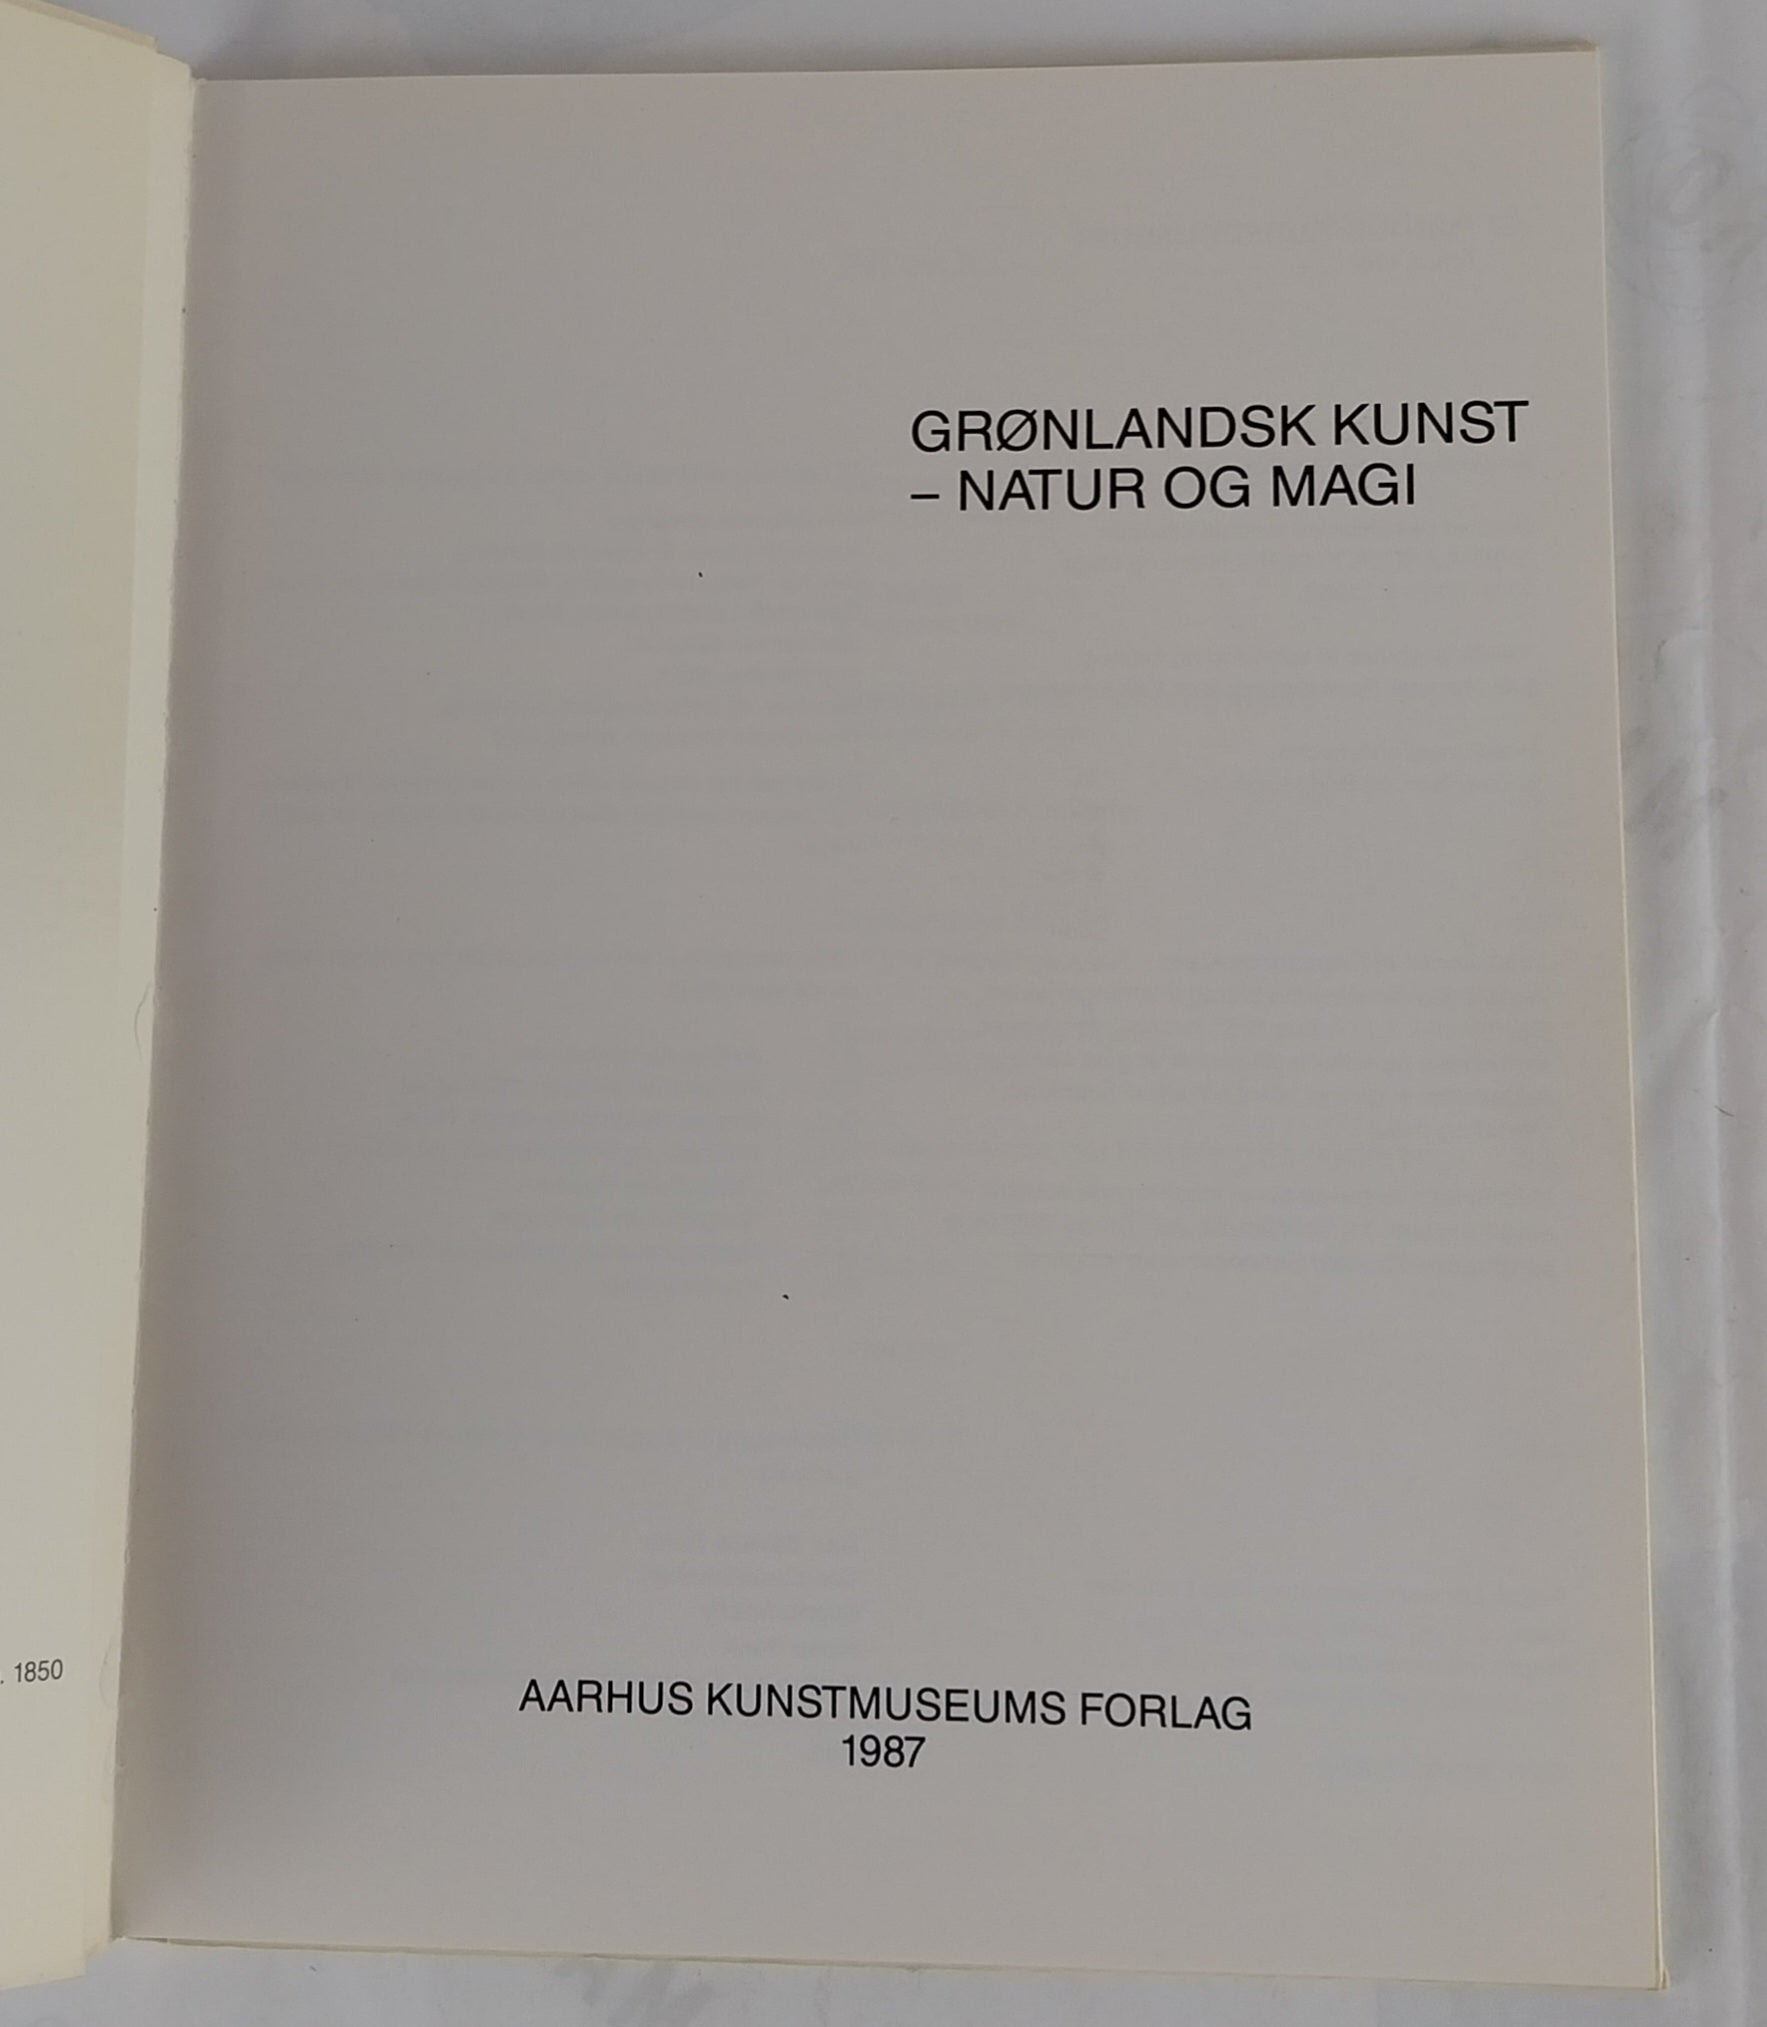 GRØNLANDSK KUNST
– NATUR OG MAGI
. 1850
AARHUS KUNSTMUSEUMS FORLAG
1987